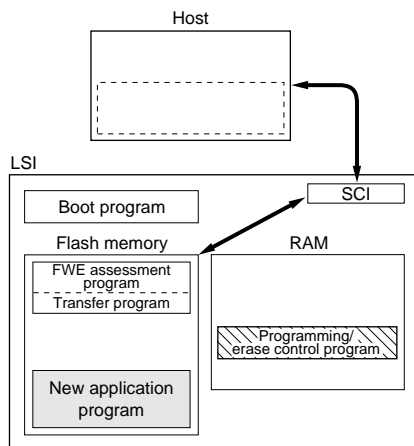 Host
LSI
SCI
Boot program
Flash memory
RAM
FWE assessment
program
Transfer program
Programming/
erase control program
New application
program